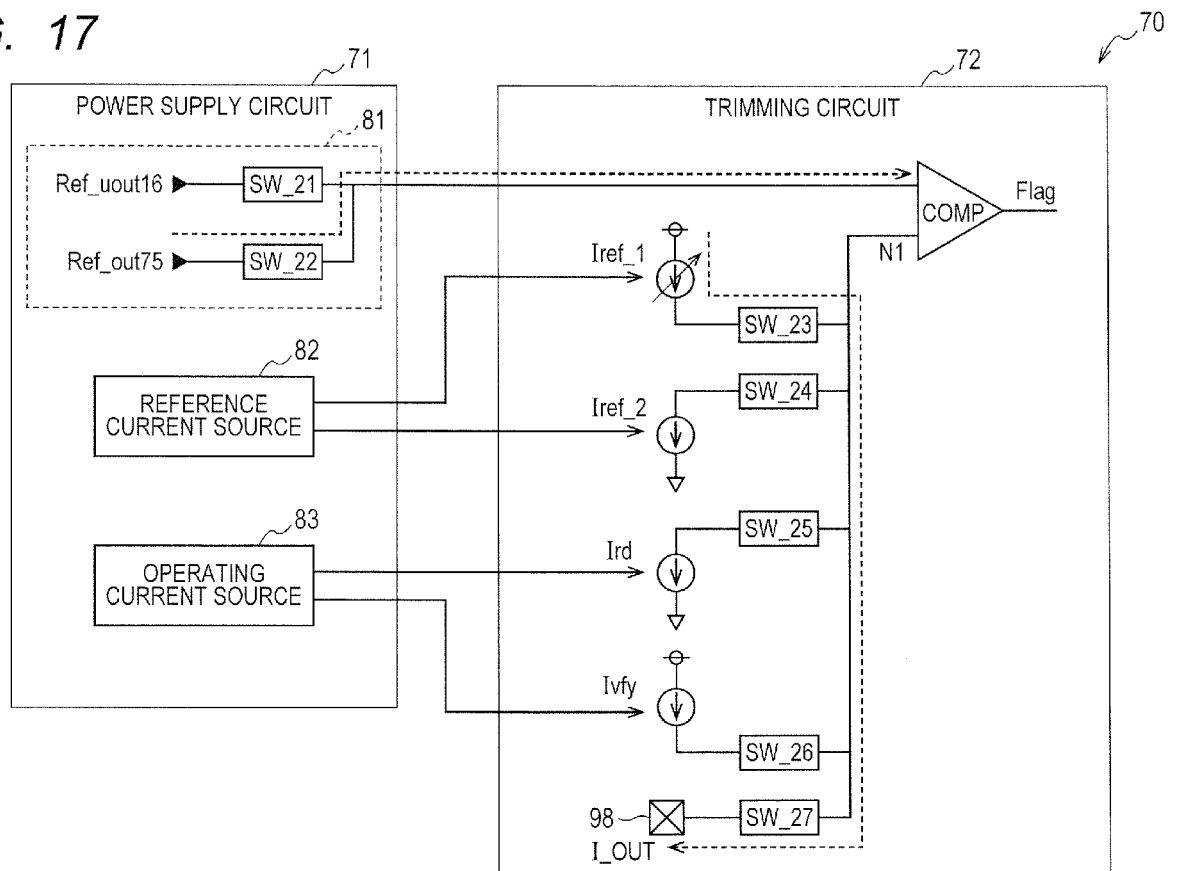 G. 17
70
71
72
POWER SUPPLY CIRCUIT
TRIMMING CIRCUIT
81
Ref_uout16
SW_21
Ref_out75
SW_22
COMP
Flag
N1
Iref_1
SW_23
82
REFERENCE
CURRENT SOURCE
SW_24
Iref_2
83
OPERATING
CURRENT SOURCE
SW_25
Ird
Ivfy
SW_26
98
SW_27
I_OUT